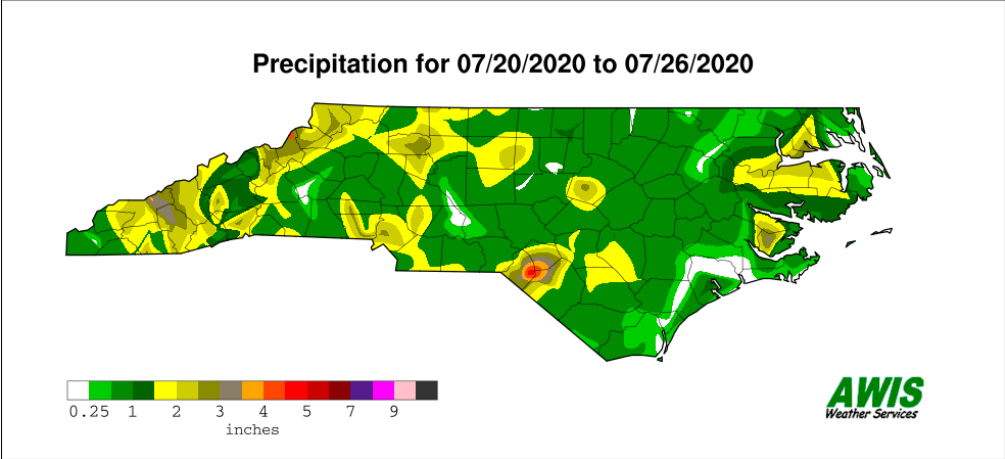 Precipitation for 07/20/2020 to 07/26/2020
0.25 1 2 3 4 5 7 9
inches
AWIS
Weather Services